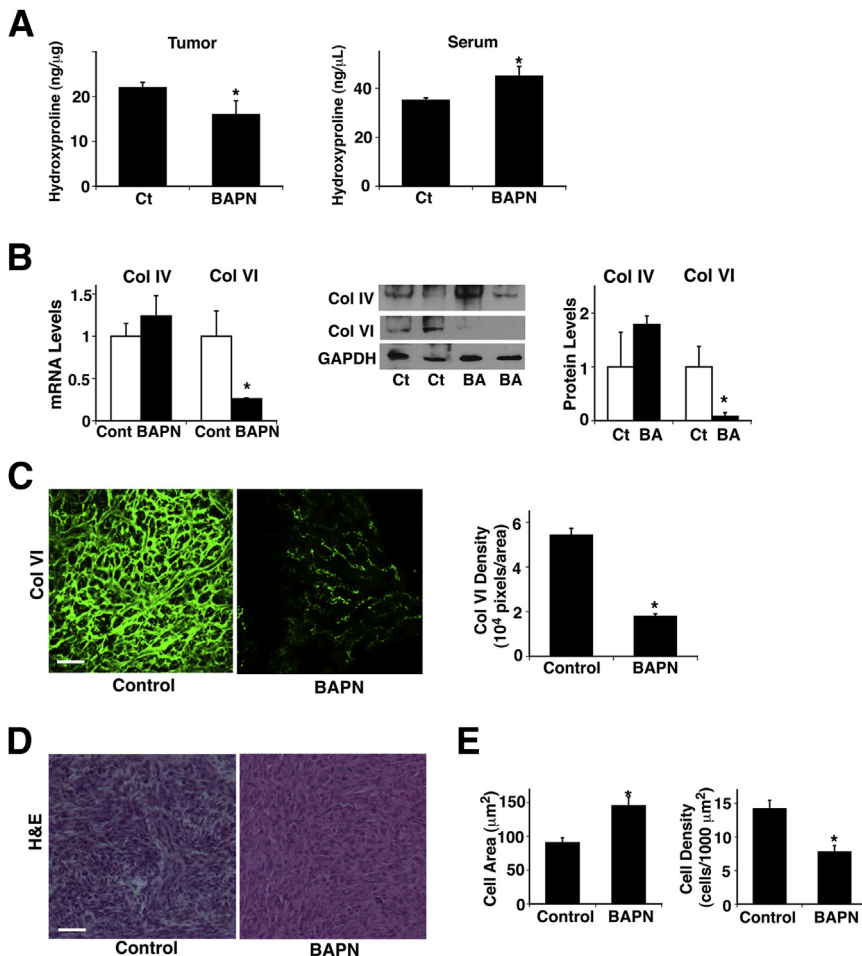 A
Tumor
Hydroxyproline (ng/µg)
20
10
0
*
Ct BAPN
Serum
Hydroxyproline (ng/µL)
40
20
0
*
Ct BAPN
B
Col IV Col VI
mRNA Levels
1.5
1
0.5
0
*
Cont BAPN Cont BAPN
Col IV
Col VI
GAPDH
Ct Ct BA BA
Col IV Col VI
Protein Levels
2
1
0
*
Ct BA Ct BA
C
Col VI
Control BAPN
Col VI Density
(10⁴ pixels/area)
6
4
2
0
*
Control BAPN
D
H&E
Control BAPN
E
Cell Area (µm²)
150
100
50
0
*
Control BAPN
Cell Density
(cells/1000 µm²)
15
10
5
0
*
Control BAPN